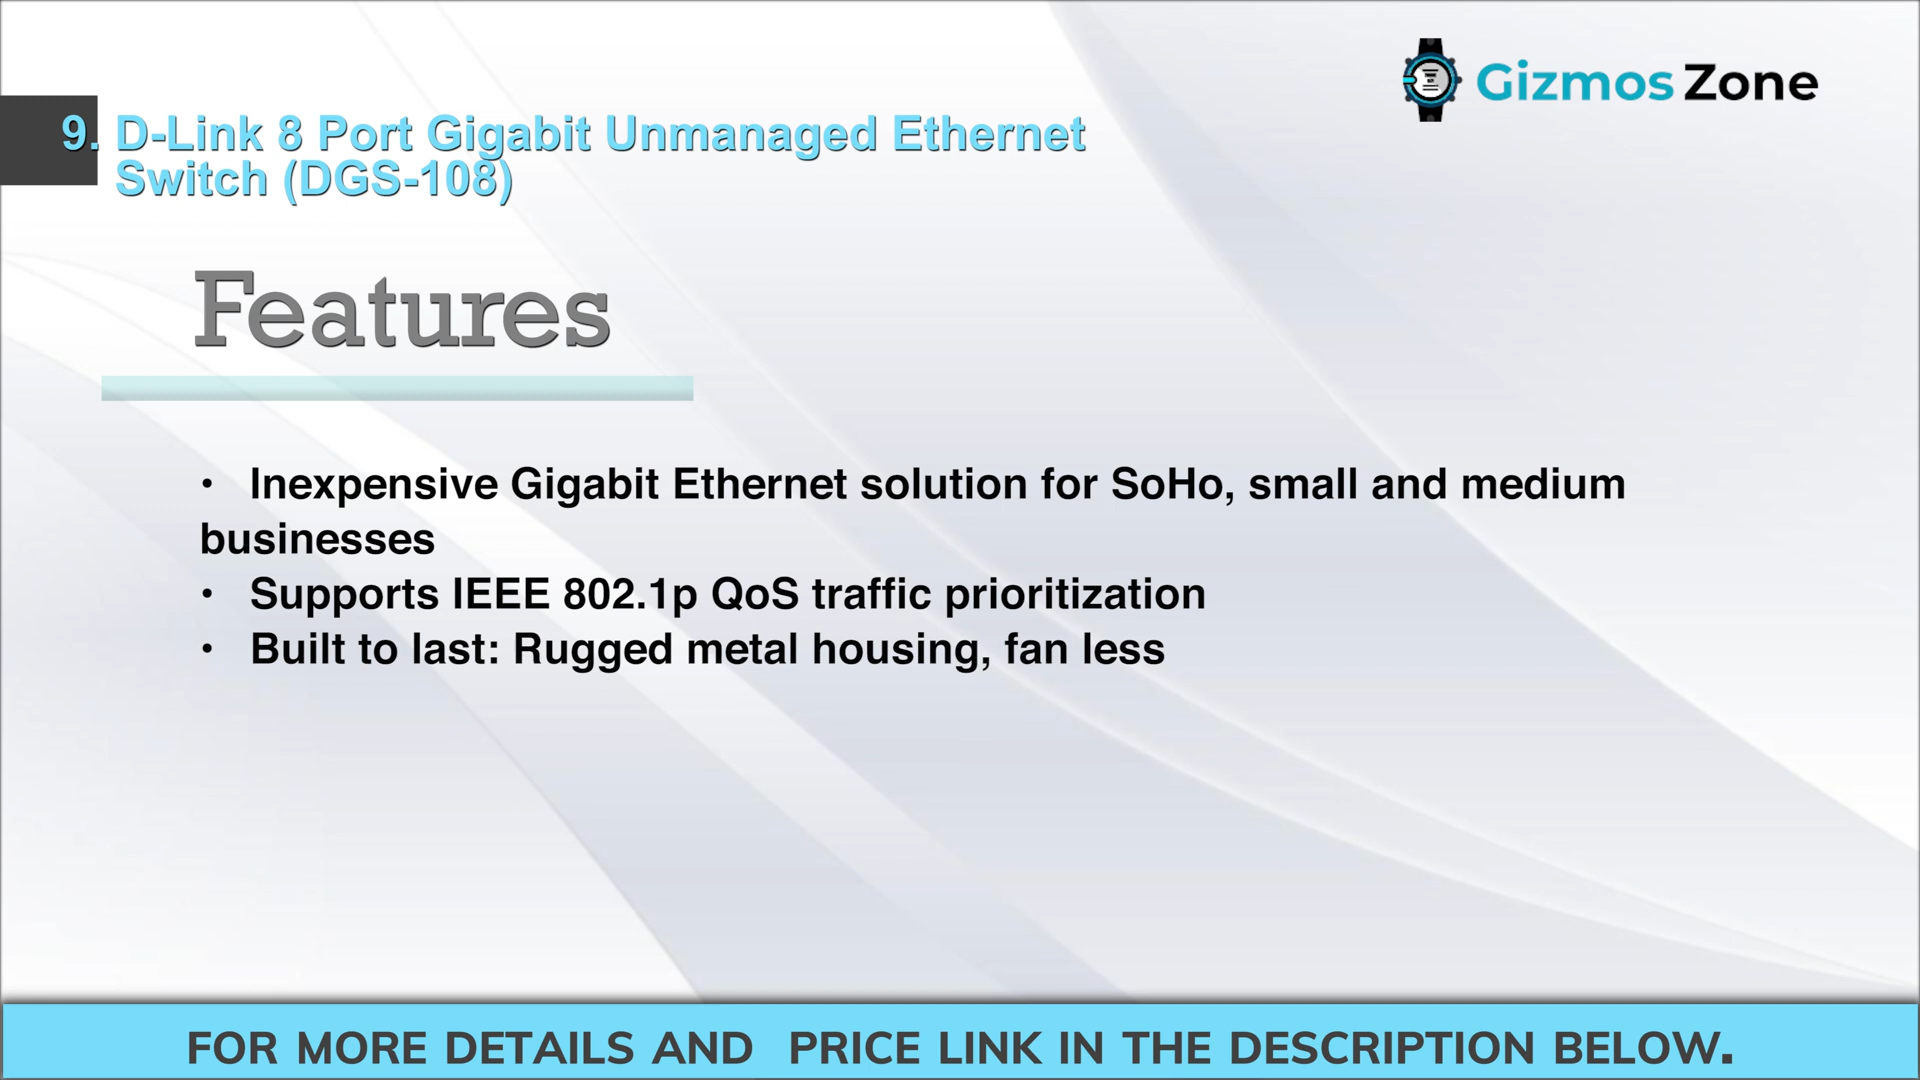 Gizmos Zone
9. D-Link 8 Port Gigabit Unmanaged Ethernet
Switch (DGS-108)
Features
• Inexpensive Gigabit Ethernet solution for SoHo, small and medium
businesses
• Supports IEEE 802.1p QoS traffic prioritization
• Built to last: Rugged metal housing, fan less
FOR MORE DETAILS AND PRICE LINK IN THE DESCRIPTION BELOW.